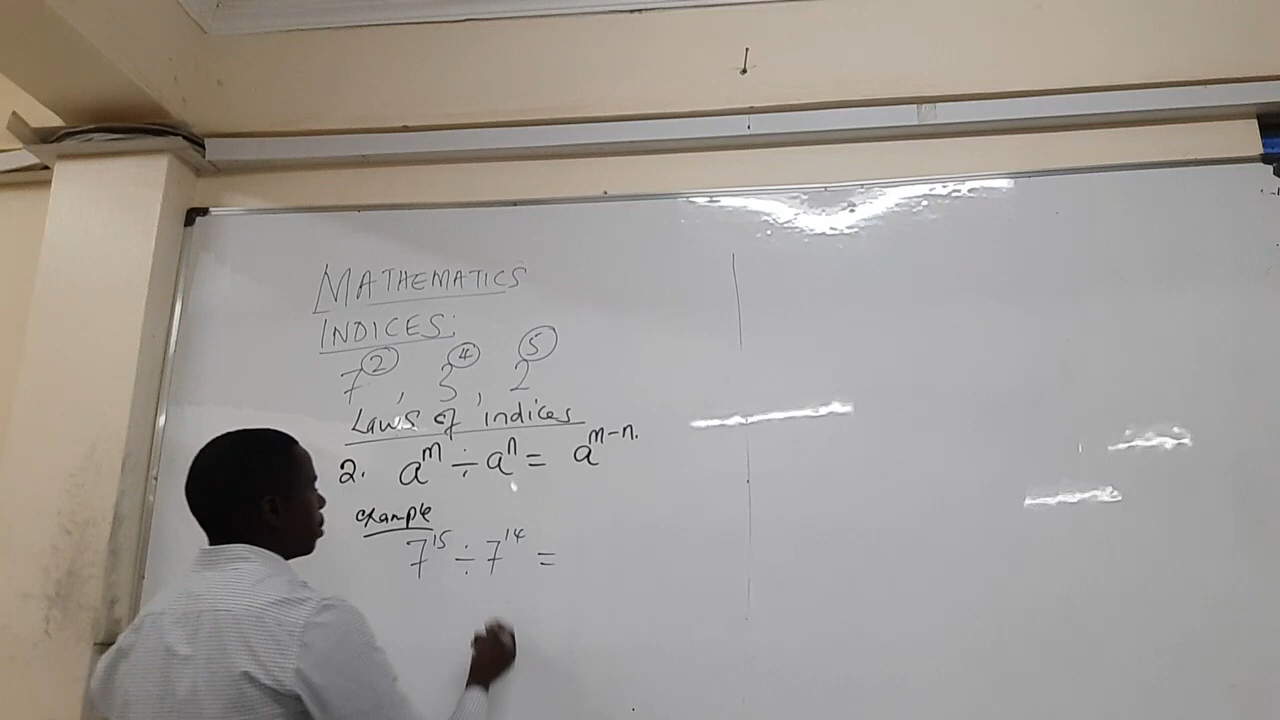 MATHEMATICS
INDICES:
7², 3⁴, 2⁵
Laws of indices
2. aᵐ ÷ aⁿ = aᵐ⁻ⁿ.
example
7¹⁵ ÷ 7¹⁴ =